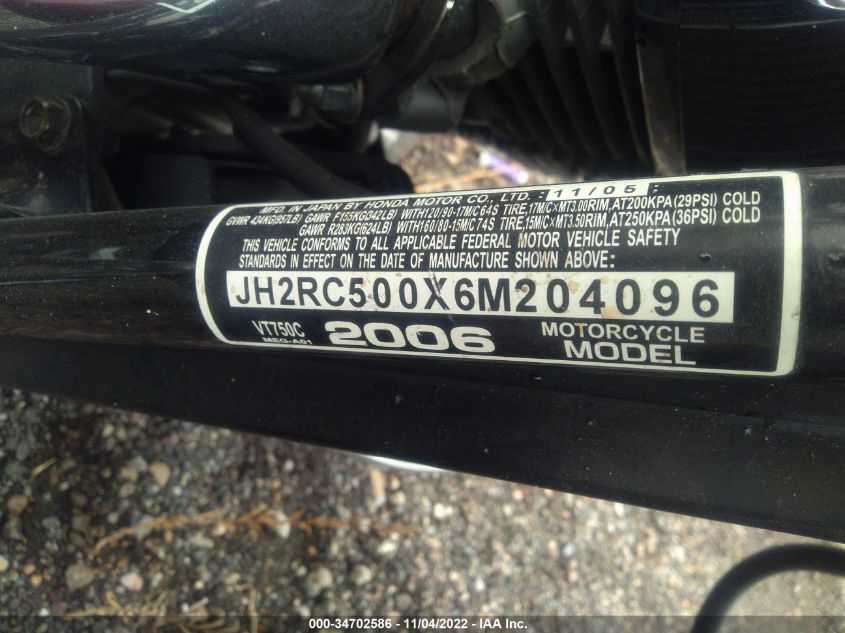 MFD. IN JAPAN BY HONDA MOTOR CO., LTD. :11/05:
GVWR 434KG(957LB) GAWR F155KG(342LB) WITH120/90-17M/C64S TIRE,17M/C×MT3.00RIM,AT200KPA(29PSI) COLD
GAWR R283KG(624LB) WITH160/80-15M/C74S TIRE,15M/C×MT3.50RIM,AT250KPA(36PSI) COLD
THIS VEHICLE CONFORMS TO ALL APPLICABLE FEDERAL MOTOR VEHICLE SAFETY
STANDARDS IN EFFECT ON THE DATE OF MANUFACTURE SHOWN ABOVE:
JH2RC500X6M204096
VT750C 2006 MOTORCYCLE
MEG-A01 MODEL
000-34702586 - 11/04/2022 - IAA Inc.